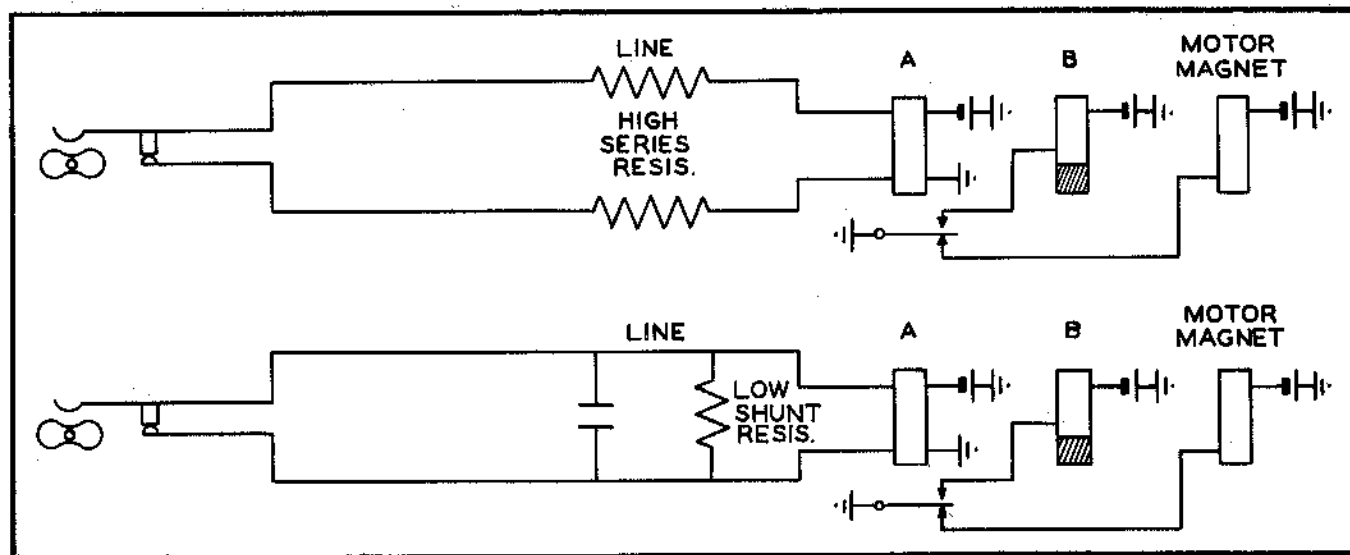 LINE
HIGH
SERIES
RESIS.
A
B
MOTOR
MAGNET
LINE
LOW
SHUNT
RESIS.
A
B
MOTOR
MAGNET